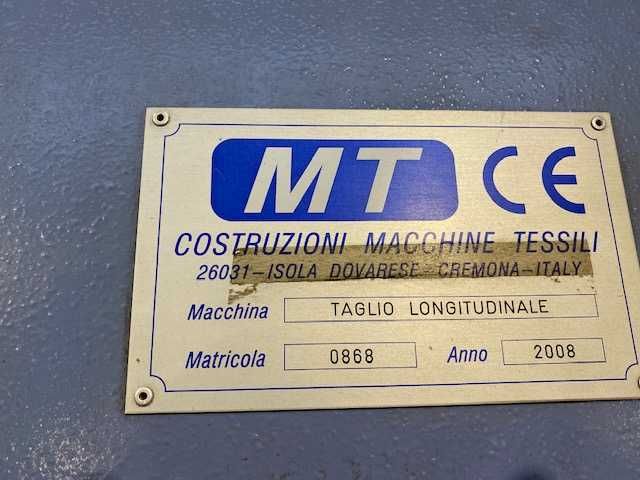 MT CE
COSTRUZIONI MACCHINE TESSILI
26031-ISOLA DOVARESE-CREMONA-ITALY
Macchina TAGLIO LONGITUDINALE
Matricola 0868 Anno 2008